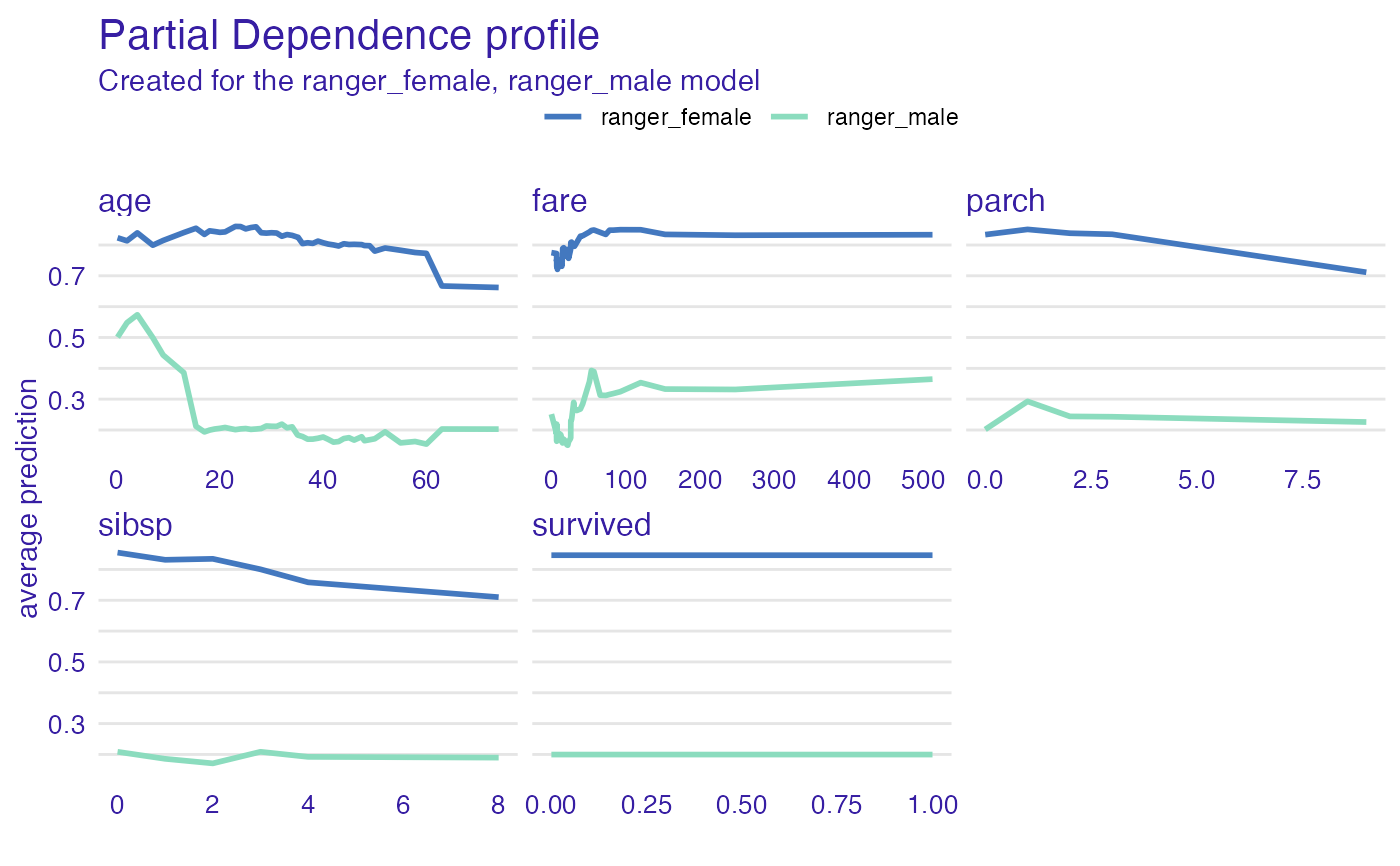 Partial Dependence profile
Created for the ranger_female, ranger_male model
ranger_female ranger_male
age fare parch
0.7
0.5
0.3
average prediction
0 20 40 60 0 100 200 300 400 500 0.0 2.5 5.0 7.5
sibsp survived
0.7
0.5
0.3
0 2 4 6 8 0.00 0.25 0.50 0.75 1.00